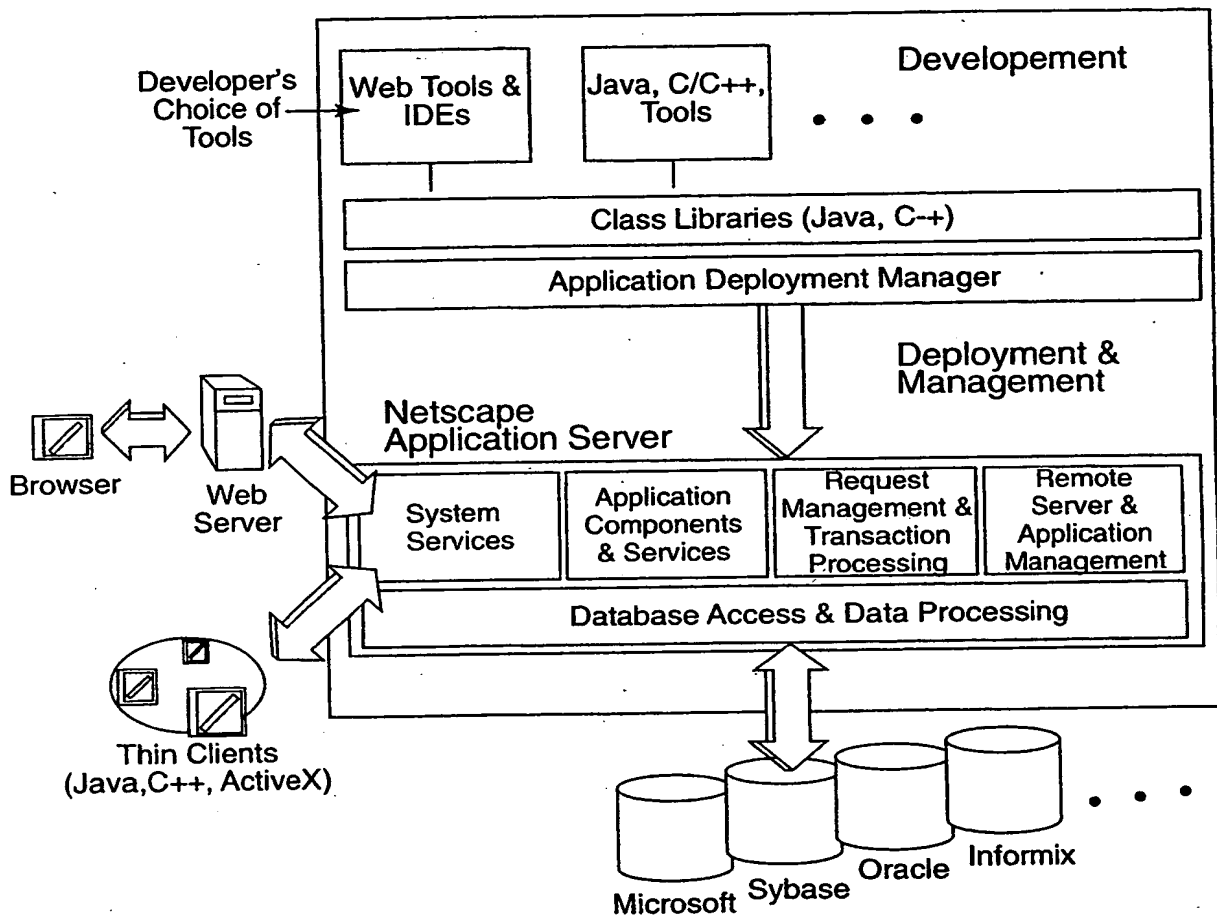 Developement
Developer's
Choice of
Tools
Web Tools &
IDEs
Java, C/C++,
Tools
Class Libraries (Java, C-+)
Application Deployment Manager
Deployment &
Management
Netscape
Application Server
Browser
Web
Server
System
Services
Application
Components
& Services
Request
Management &
Transaction
Processing
Remote
Server &
Application
Management
Database Access & Data Processing
Thin Clients
(Java,C++, ActiveX)
Microsoft
Sybase
Oracle
Informix